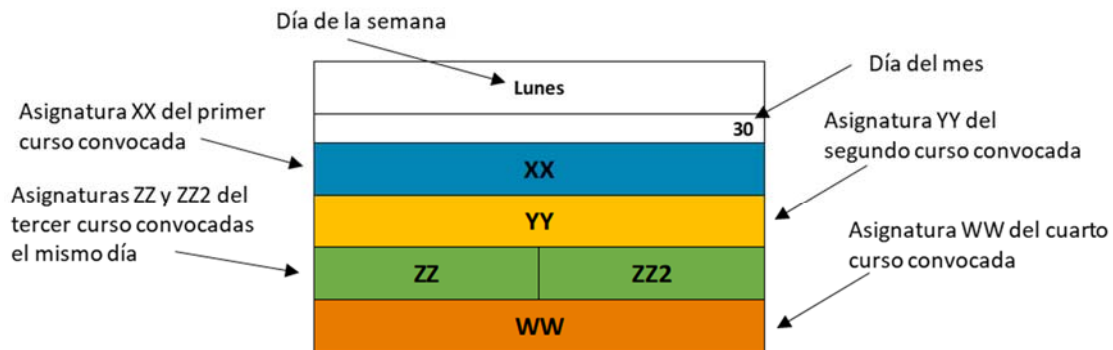 Día de la semana
Día del mes
Lunes
Asignatura XX del primer
curso convocada
30
Asignatura YY del
segundo curso convocada
XX
Asignaturas ZZ y ZZ2 del
tercer curso convocadas
el mismo día
YY
Asignatura WW del cuarto
curso convocada
ZZ ZZ2
WW